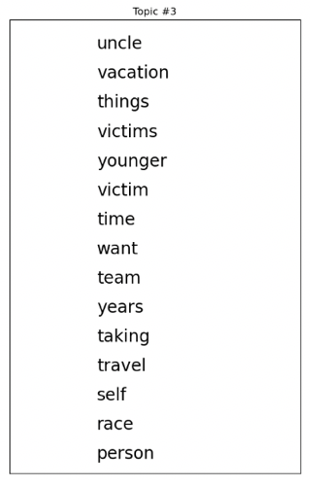 Topic #3
uncle
vacation
things
victims
younger
victim
time
want
team
years
taking
travel
self
race
person